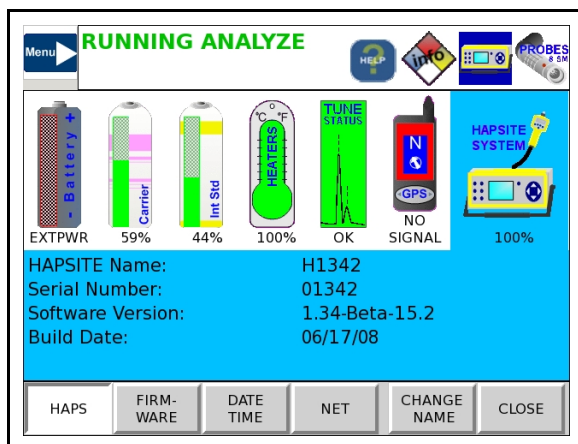 Menu
RUNNING ANALYZE
HELP
info
PROBES
8 SM
- Battery +
Carrier
Int Std
°C °F
HEATERS
TUNE
STATUS
N
GPS
HAPSITE
SYSTEM
EXTPWR
59%
44%
100%
OK
NO
SIGNAL
100%
HAPSITE Name: H1342
Serial Number: 01342
Software Version: 1.34-Beta-15.2
Build Date: 06/17/08
HAPS
FIRM-
WARE
DATE
TIME
NET
CHANGE
NAME
CLOSE